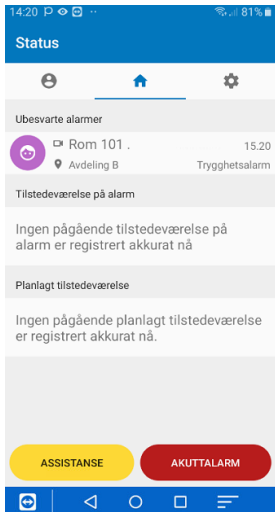 14:20
81%
Status
Ubesvarte alarmer
Rom 101 .
15.20
Avdeling B
Trygghetsalarm
Tilstedeværelse på alarm
Ingen pågående tilstedeværelse på
alarm er registrert akkurat nå
Planlagt tilstedeværelse
Ingen pågående planlagt tilstedeværelse
er registrert akkurat nå.
ASSISTANSE
AKUTTALARM